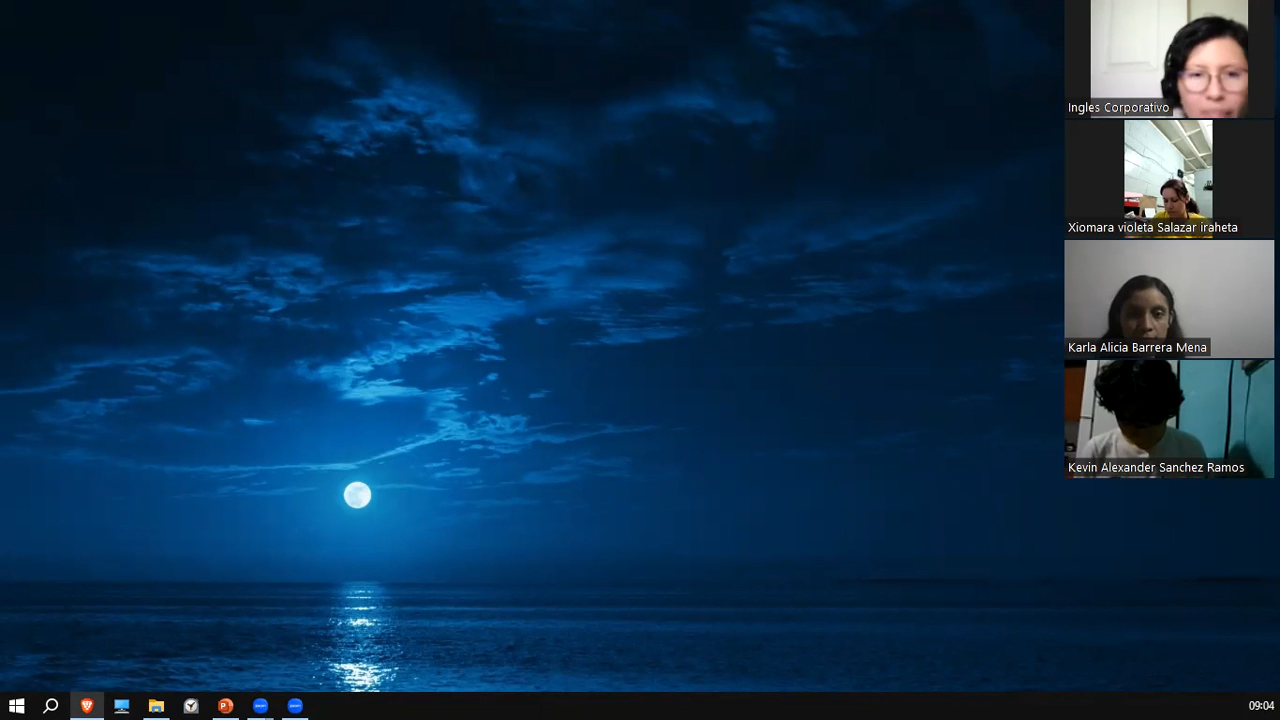 Ingles Corporativo
Xiomara violeta Salazar iraheta
Karla Alicia Barrera Mena
Kevin Alexander Sanchez Ramos
09:04